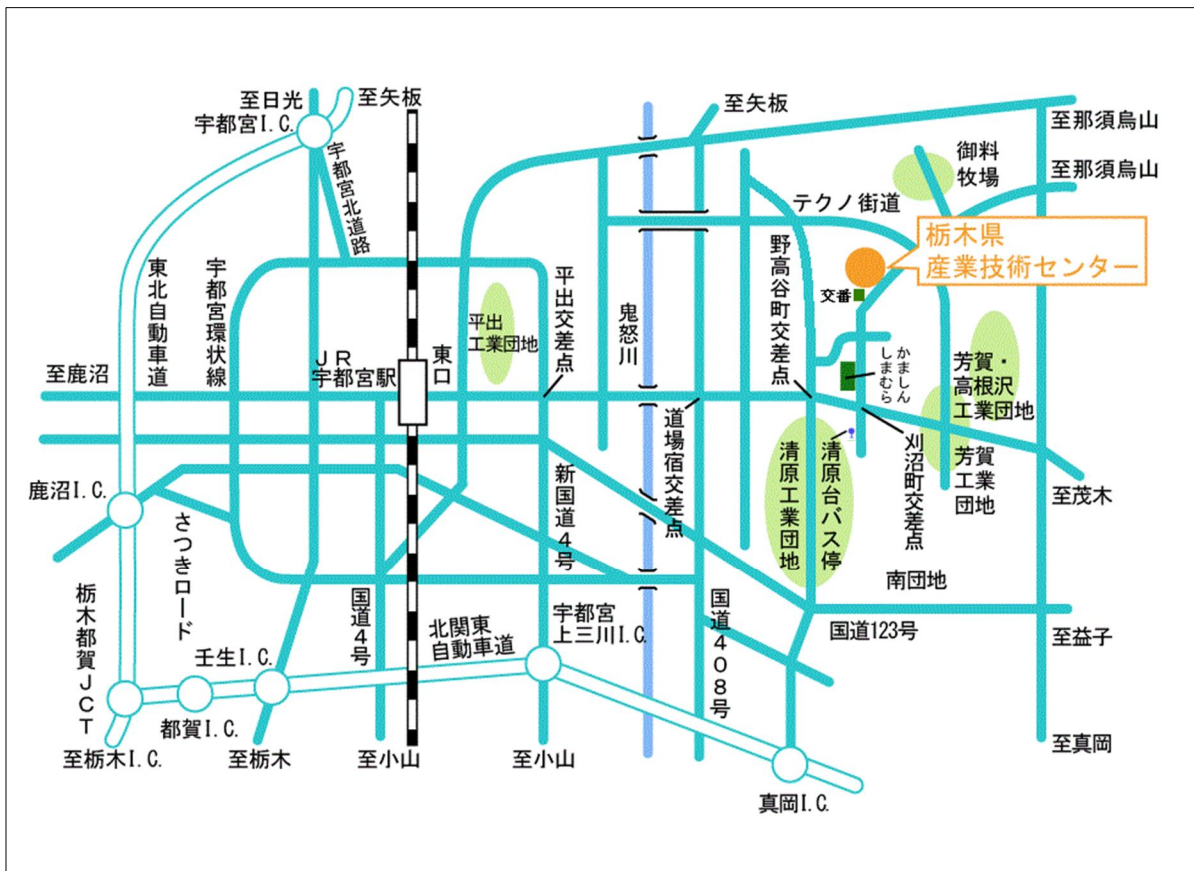 至日光
宇都宮I.C.
至矢板
宇都宮北道路
至矢板
至那須烏山
御料
牧場
至那須烏山
テクノ街道
栃木県
産業技術センター
交番
野高谷町交差点
東北自動車道
宇都宮環状線
平出交差点
鬼怒川
平出
工業団地
東口
JR
宇都宮駅
至鹿沼
かましん
しまむら
芳賀・
高根沢
工業団地
道場宿交差点
清原工業団地
清原台バス停
刈沼町交差点
芳賀
工業
団地
至茂木
鹿沼I.C.
さつきロード
新国道4号
南団地
国道123号
至益子
栃木都賀JCT
国道4号
北関東
自動車道
宇都宮
上三川I.C.
国道408号
壬生I.C.
都賀I.C.
至栃木I.C.
至栃木
至小山
至小山
至真岡
真岡I.C.